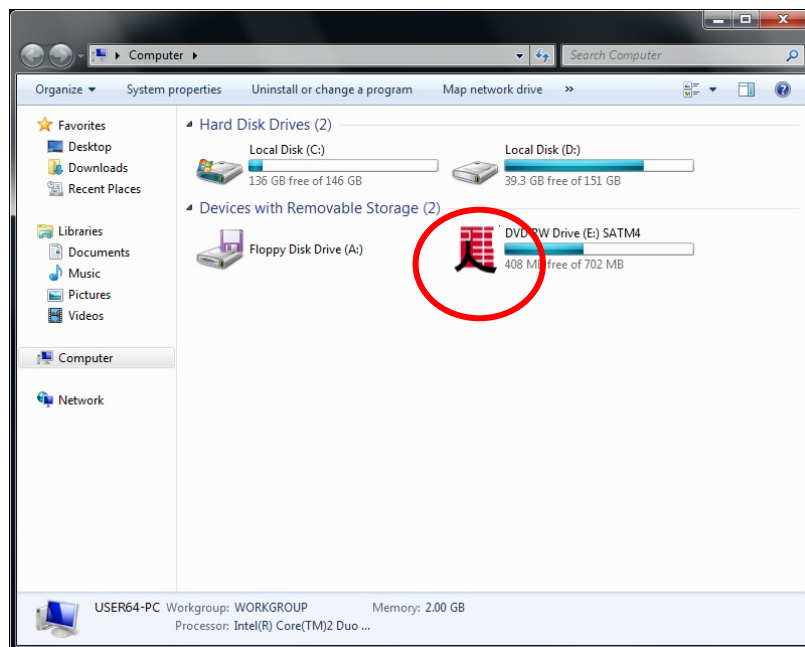 Computer
Search Computer
Organize
System properties
Uninstall or change a program
Map network drive
»
Favorites
Desktop
Downloads
Recent Places
Libraries
Documents
Music
Pictures
Videos
Computer
Network
Hard Disk Drives (2)
Local Disk (C:)
136 GB free of 146 GB
Local Disk (D:)
39.3 GB free of 151 GB
Devices with Removable Storage (2)
Floppy Disk Drive (A:)
DVD RW Drive (E:) SATM4
408 MB free of 702 MB
USER64-PC Workgroup: WORKGROUP Memory: 2.00 GB
Processor: Intel(R) Core(TM)2 Duo ...